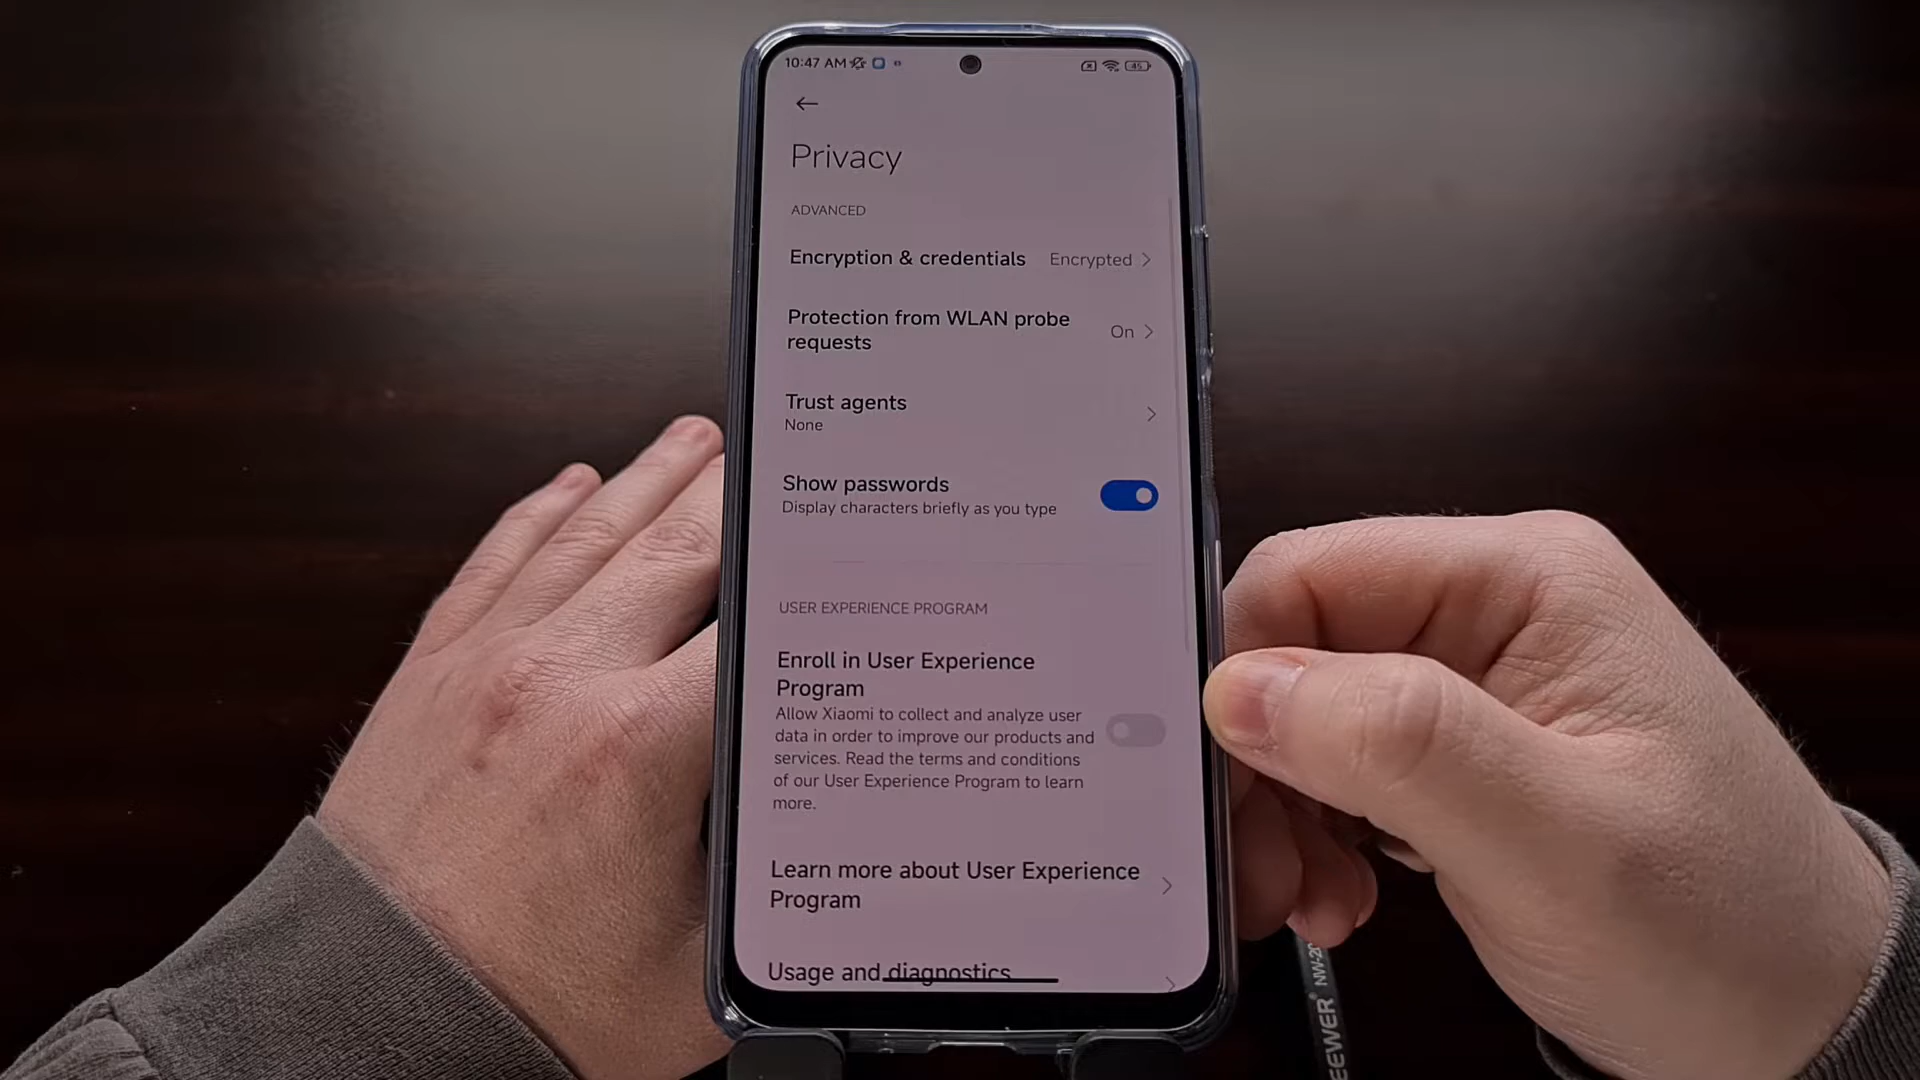 10:47 AM
45
Privacy
ADVANCED
Encryption & credentials Encrypted
Protection from WLAN probe
requests
On
Trust agents
None
Show passwords
Display characters briefly as you type
USER EXPERIENCE PROGRAM
Enroll in User Experience
Program
Allow Xiaomi to collect and analyze user
data in order to improve our products and
services. Read the terms and conditions
of our User Experience Program to learn
more.
Learn more about User Experience
Program
Usage and diagnostics
EEWER® NW-20